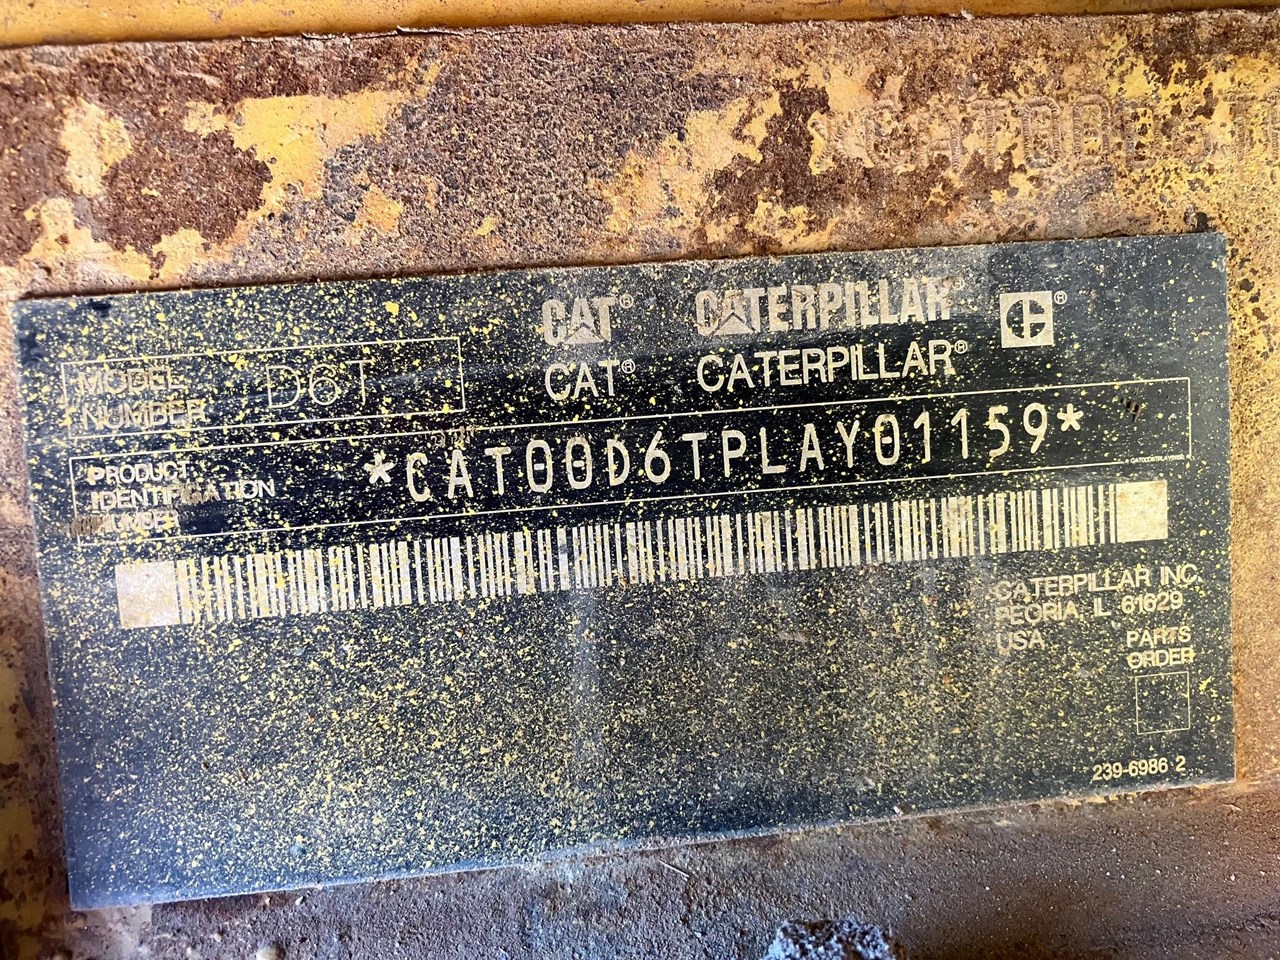 CAT00D6T
CAT® CATERPILLAR®
MODEL NUMBER D6T
CAT® CATERPILLAR®
PRODUCT IDENTIFICATION NUMBER *CAT00D6TPLAY01159*
CATERPILLAR INC.
PEORIA, IL 61629
USA
PARTS
ORDER
239-6986 2